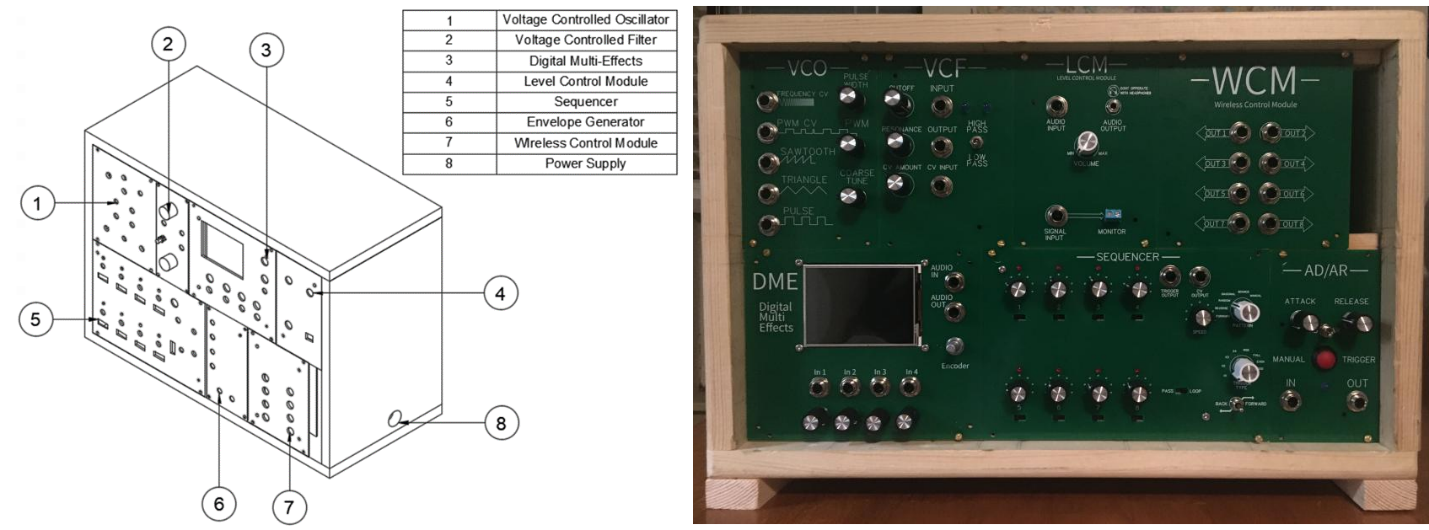 1 Voltage Controlled Oscillator
2 Voltage Controlled Filter
3 Digital Multi-Effects
4 Level Control Module
5 Sequencer
6 Envelope Generator
7 WIreless Control Module
8 Power Supply
2
3
1
4
5
6
7
8
VCO
FREQUENCY CV
PWM CV
SAWTOOTH
TRIANGLE
PULSE
PULSE
WIDTH
PWM
COARSE
TUNE
VCF
CUTOFF
INPUT
RESONANCE
OUTPUT
CV AMOUNT
CV INPUT
HIGH
PASS
LOW
PASS
LCM
LEVEL CONTROL MODULE
AUDIO
INPUT
AUDIO
OUTPUT
MIN
MAX
VOLUME
SIGNAL
INPUT
MONITOR
WCM
Wireless Control Module
OUT 1
OUT 2
OUT 3
OUT 4
OUT 5
OUT 6
OUT 7
OUT 8
DME
Digital
Multi
Effects
AUDIO
IN
AUDIO
OUT
Encoder
In 1
In 2
In 3
In 4
SEQUENCER
TRIGGER
OUTPUT
CV
OUTPUT
SPEED
PASS
LOOP
BACK
FORWARD
AD/AR
ATTACK
RELEASE
MANUAL
TRIGGER
IN
OUT